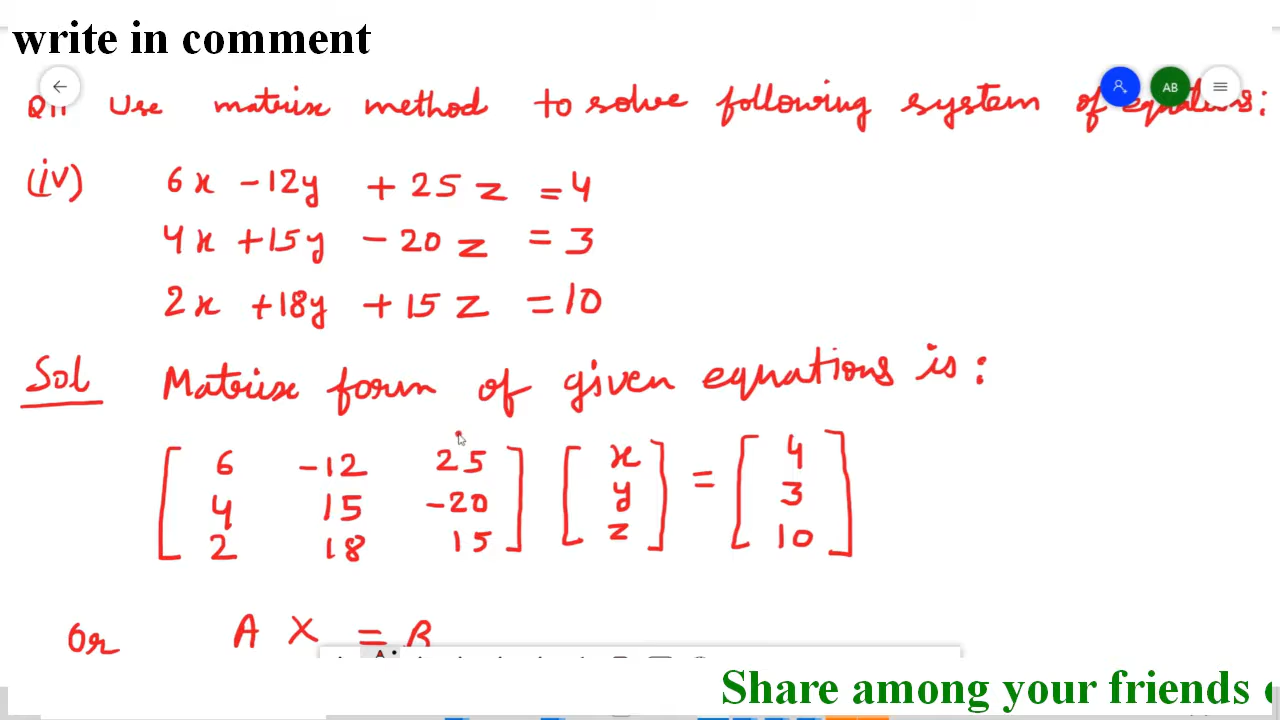 write in comment
Use matrix method to solve following system of equations:
AB
(iv) 6x -12y + 25z = 4
4x +15y - 20z = 3
2x +18y + 15z = 10
Sol Matrix form of given equations is:
[ 6 -12 25 ] [ x ] = [ 4 ]
[ 4 15 -20 ] [ y ] [ 3 ]
[ 2 18 15 ] [ z ] [ 10 ]
Or A X = B
Share among your friends